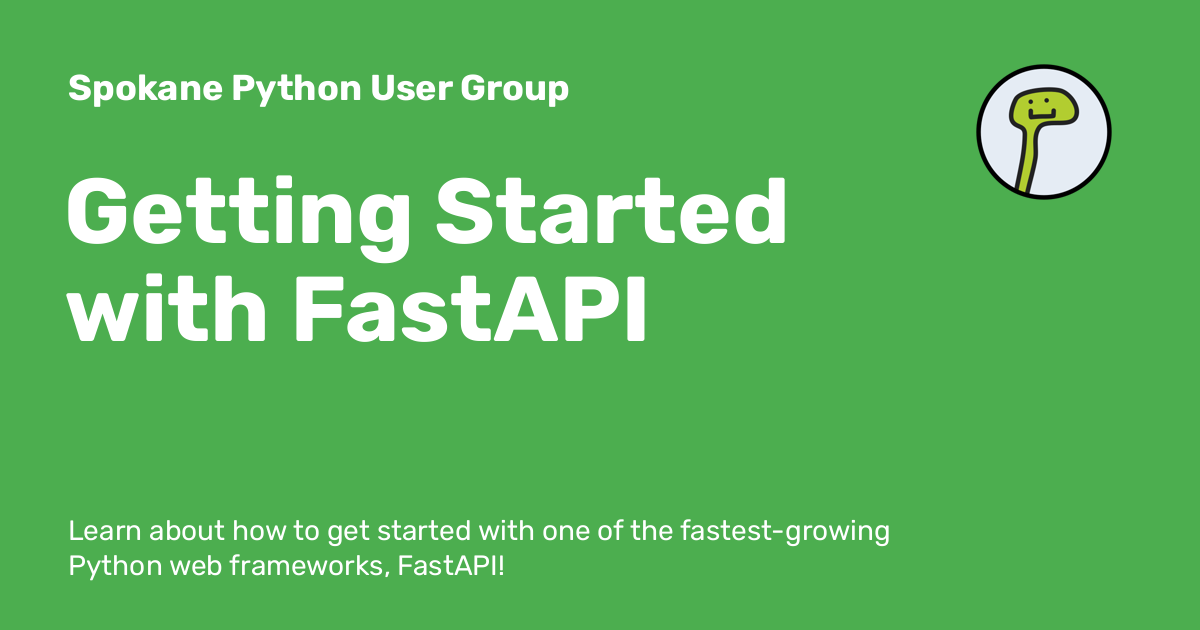 Spokane Python User Group
Getting Started
with FastAPI
Learn about how to get started with one of the fastest-growing
Python web frameworks, FastAPI!